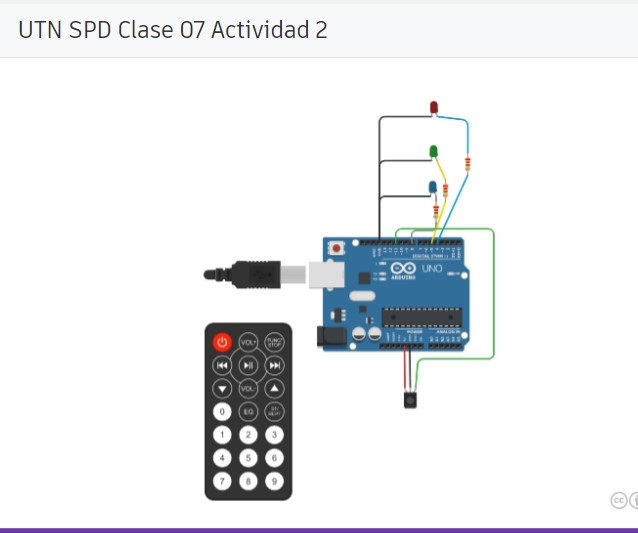 UTN SPD Clase 07 Actividad 2
DIGITAL (PWM~)
UNO
ARDUINO
POWER
ANALOG IN
VOL+
FUNC/
STOP
VOL-
0
EQ
ST/
REPT
1
2
3
4
5
6
7
8
9
cc